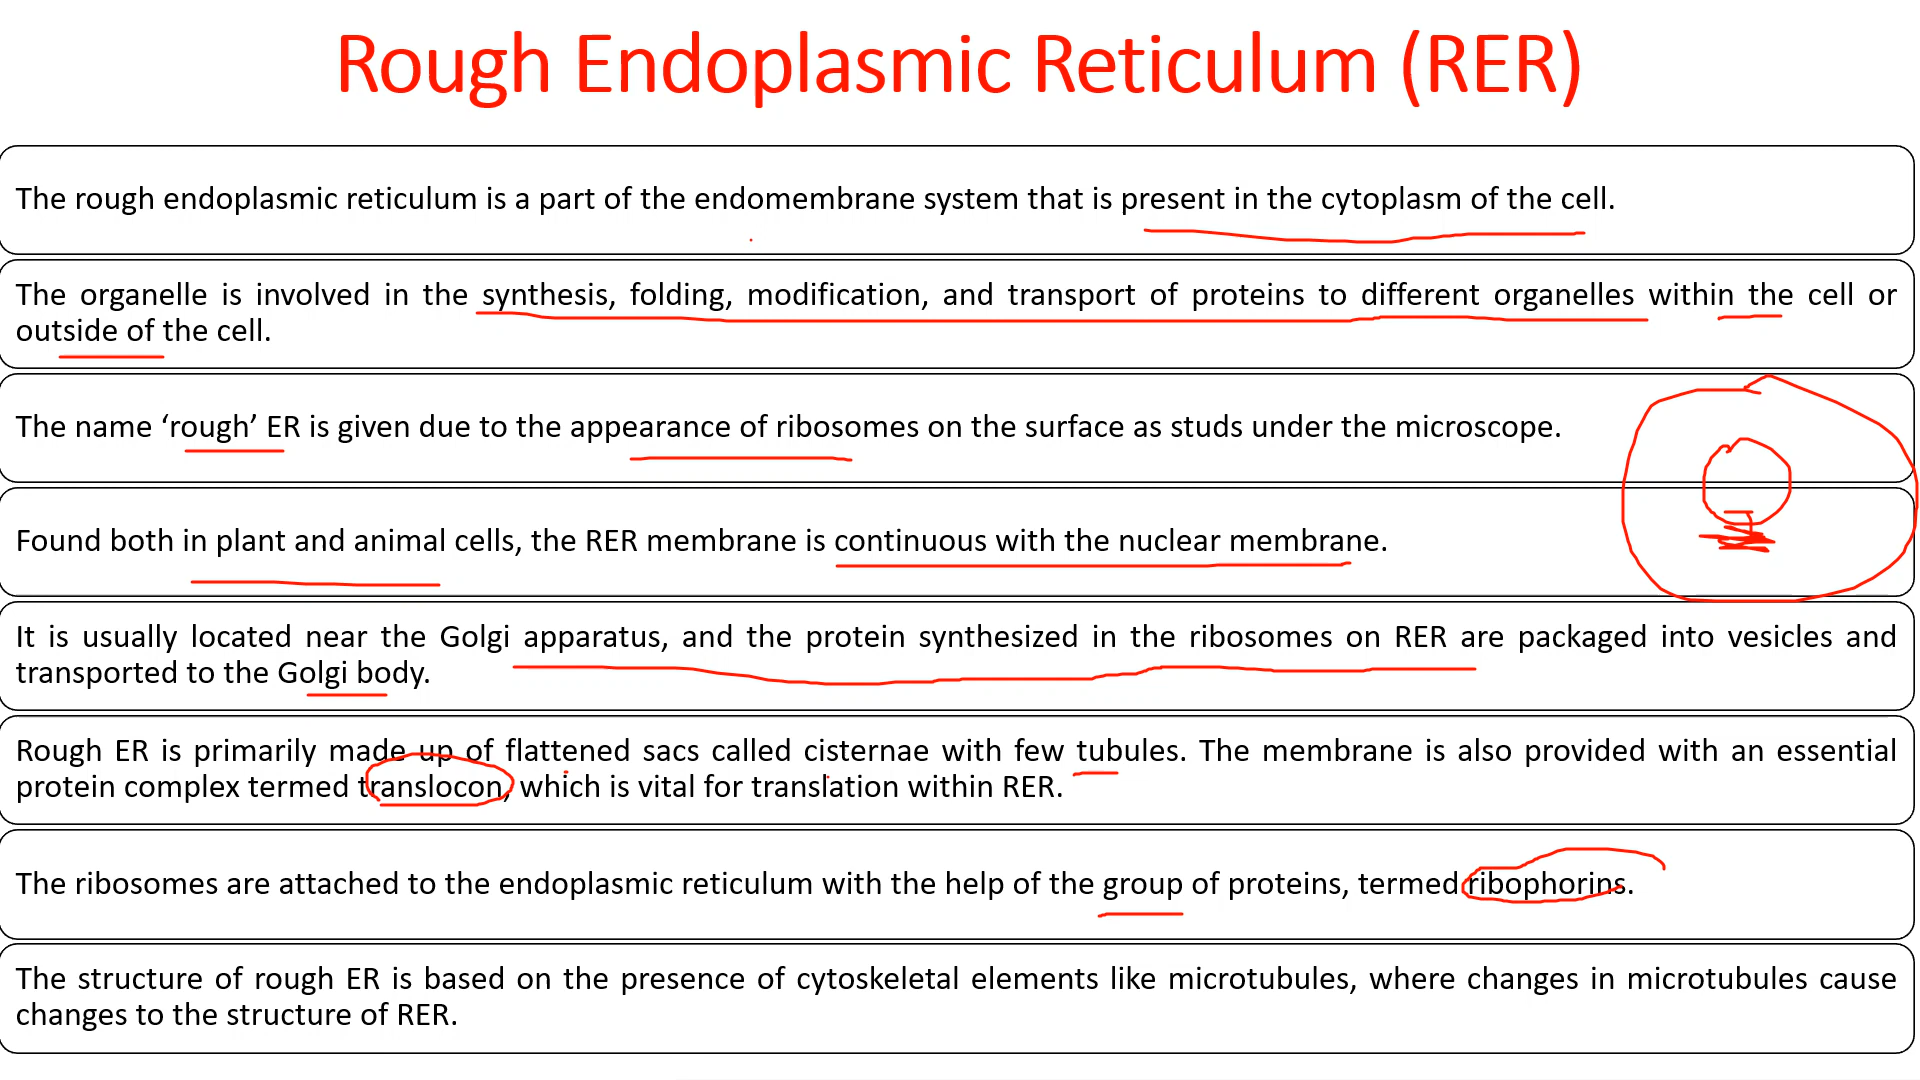 Rough Endoplasmic Reticulum (RER)
The rough endoplasmic reticulum is a part of the endomembrane system that is present in the cytoplasm of the cell.
The organelle is involved in the synthesis, folding, modification, and transport of proteins to different organelles within the cell or
outside of the cell.
The name ‘rough’ ER is given due to the appearance of ribosomes on the surface as studs under the microscope.
Found both in plant and animal cells, the RER membrane is continuous with the nuclear membrane.
It is usually located near the Golgi apparatus, and the protein synthesized in the ribosomes on RER are packaged into vesicles and
transported to the Golgi body.
Rough ER is primarily made up of flattened sacs called cisternae with few tubules. The membrane is also provided with an essential
protein complex termed translocon, which is vital for translation within RER.
The ribosomes are attached to the endoplasmic reticulum with the help of the group of proteins, termed ribophorins.
The structure of rough ER is based on the presence of cytoskeletal elements like microtubules, where changes in microtubules cause
changes to the structure of RER.